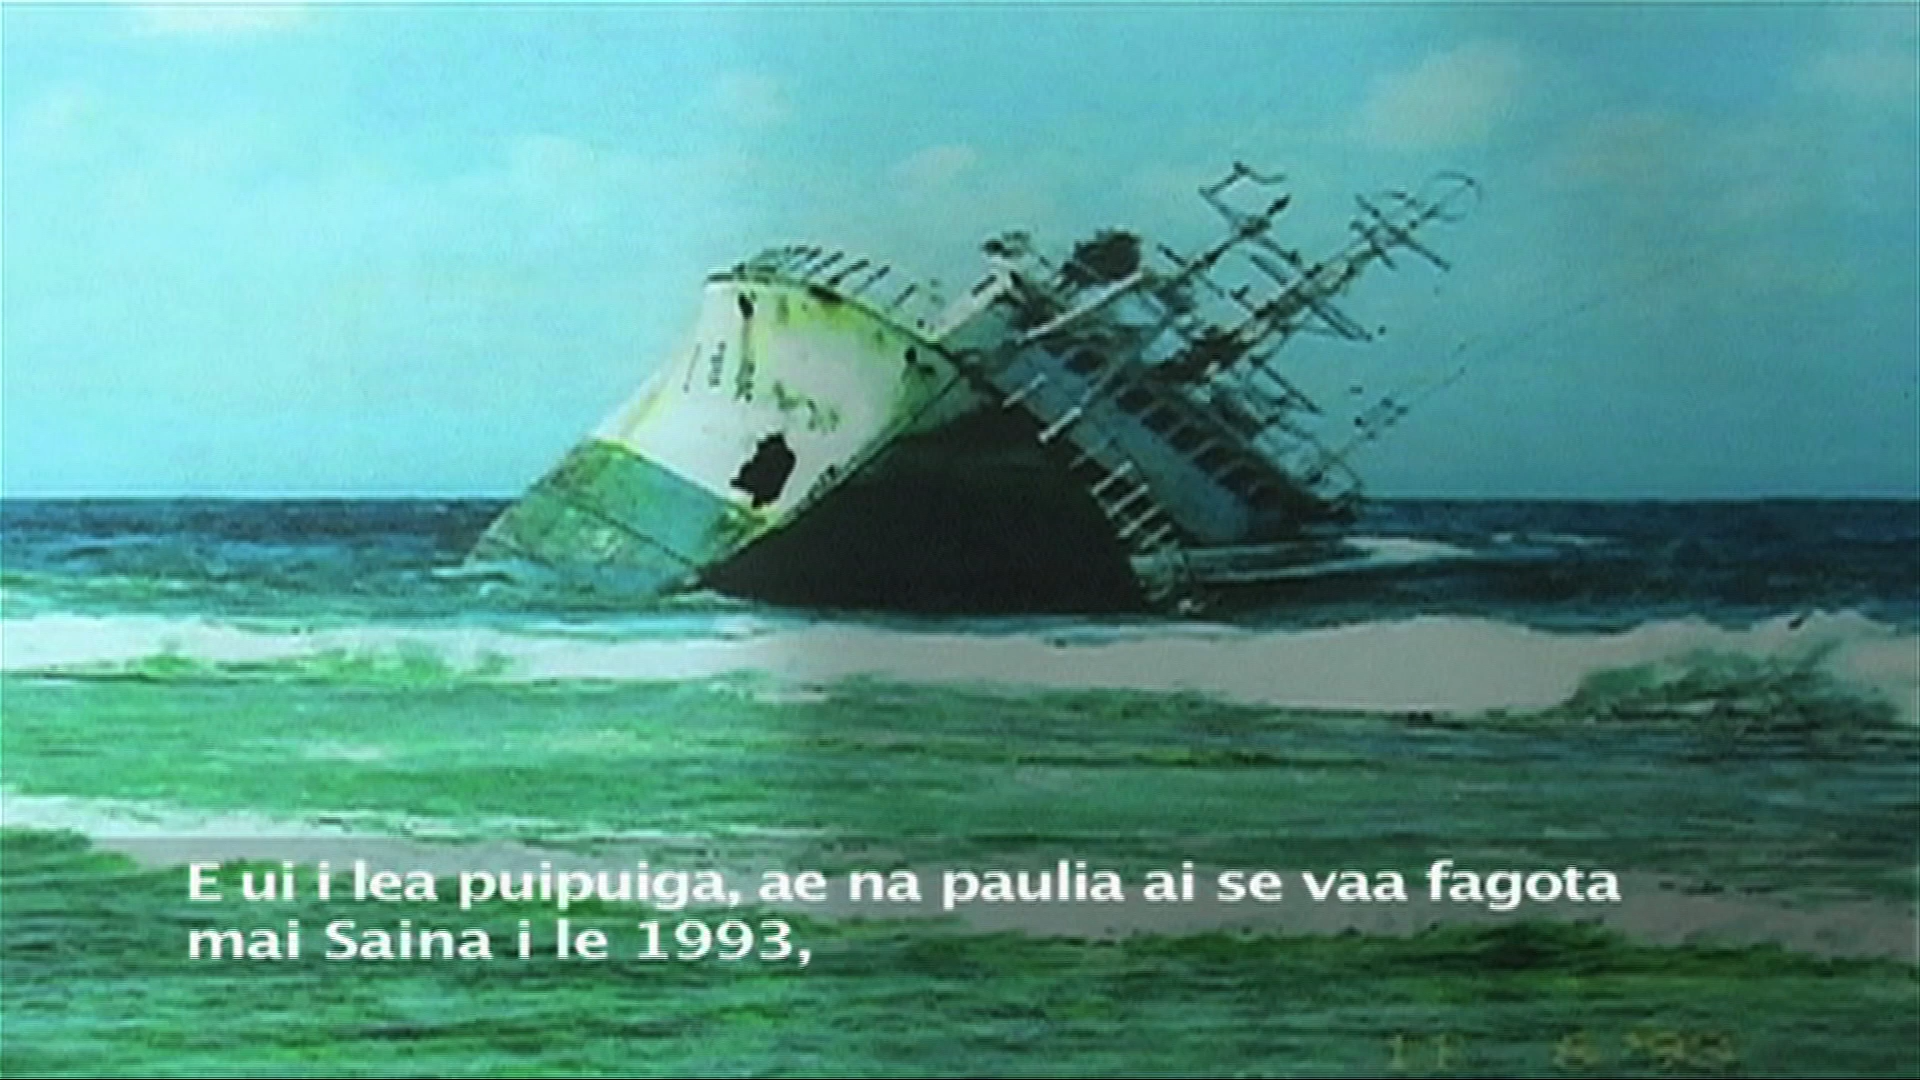 E ui i lea puipuiga, ae na paulia ai se vaa fagota
mai Saina i le 1993,